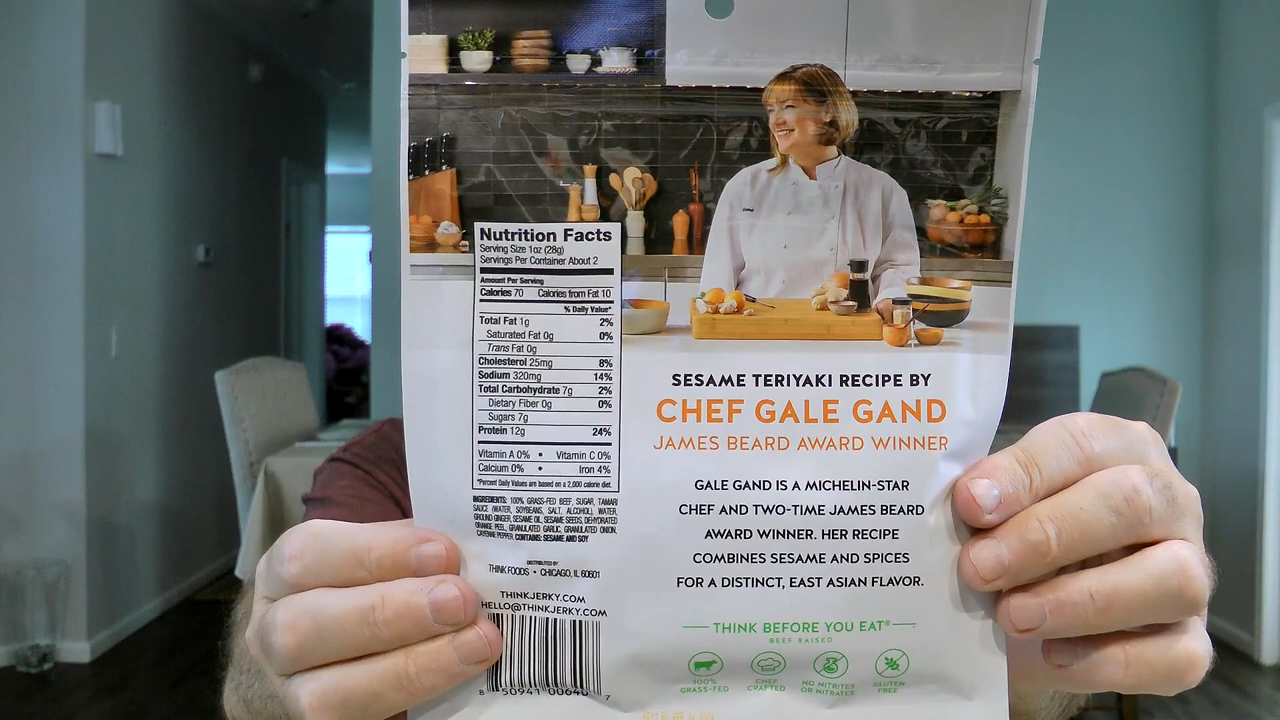 Nutrition Facts
Serving Size 1oz (28g)
Servings Per Container About 2
Amount Per Serving
Calories 70 Calories from Fat 10
% Daily Value*
Total Fat 1g 2%
Saturated Fat 0g 0%
Trans Fat 0g
Cholesterol 25mg 8%
Sodium 320mg 14%
Total Carbohydrate 7g 2%
Dietary Fiber 0g 0%
Sugars 7g
Protein 12g 24%
Vitamin A 0% • Vitamin C 0%
Calcium 0% • Iron 4%
*Percent Daily Values are based on a 2,000 calorie diet.
INGREDIENTS: 100% GRASS-FED BEEF, SUGAR, TAMARI
SAUCE (WATER, SOYBEANS, SALT, ALCOHOL), WATER,
GROUND GINGER, SESAME OIL, SESAME SEEDS, DEHYDRATED
ORANGE PEEL, GRANULATED GARLIC, GRANULATED ONION,
CAYENNE PEPPER. CONTAINS: SESAME AND SOY
DISTRIBUTED BY
THINK FOODS • CHICAGO, IL 60601
THINKJERKY.COM
HELLO@THINKJERKY.COM
8 50941 00640 7
SESAME TERIYAKI RECIPE BY
CHEF GALE GAND
JAMES BEARD AWARD WINNER
GALE GAND IS A MICHELIN-STAR
CHEF AND TWO-TIME JAMES BEARD
AWARD WINNER. HER RECIPE
COMBINES SESAME AND SPICES
FOR A DISTINCT, EAST ASIAN FLAVOR.
THINK BEFORE YOU EAT®
BEEF RAISED
100% GRASS-FED
CHEF CRAFTED
NO NITRITES OR NITRATES
GLUTEN FREE